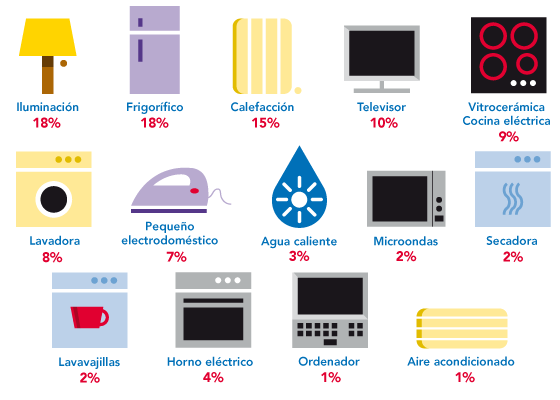 Iluminación
18%
Frigorífico
18%
Calefacción
15%
Televisor
10%
Vitrocerámica
Cocina eléctrica
9%
Lavadora
8%
Pequeño
electrodoméstico
7%
Agua caliente
3%
Microondas
2%
Secadora
2%
Lavavajillas
2%
Horno eléctrico
4%
Ordenador
1%
Aire acondicionado
1%